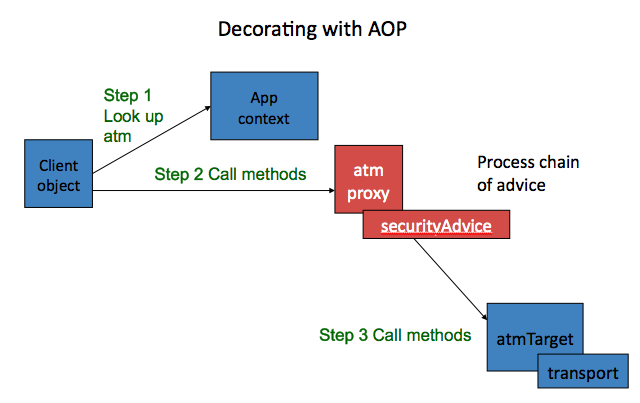 Decorating with AOP
Step 1
Look up
atm
App
context
Client
object
Step 2 Call methods
atm
proxy
Process chain
of advice
securityAdvice
Step 3 Call methods
atmTarget
transport